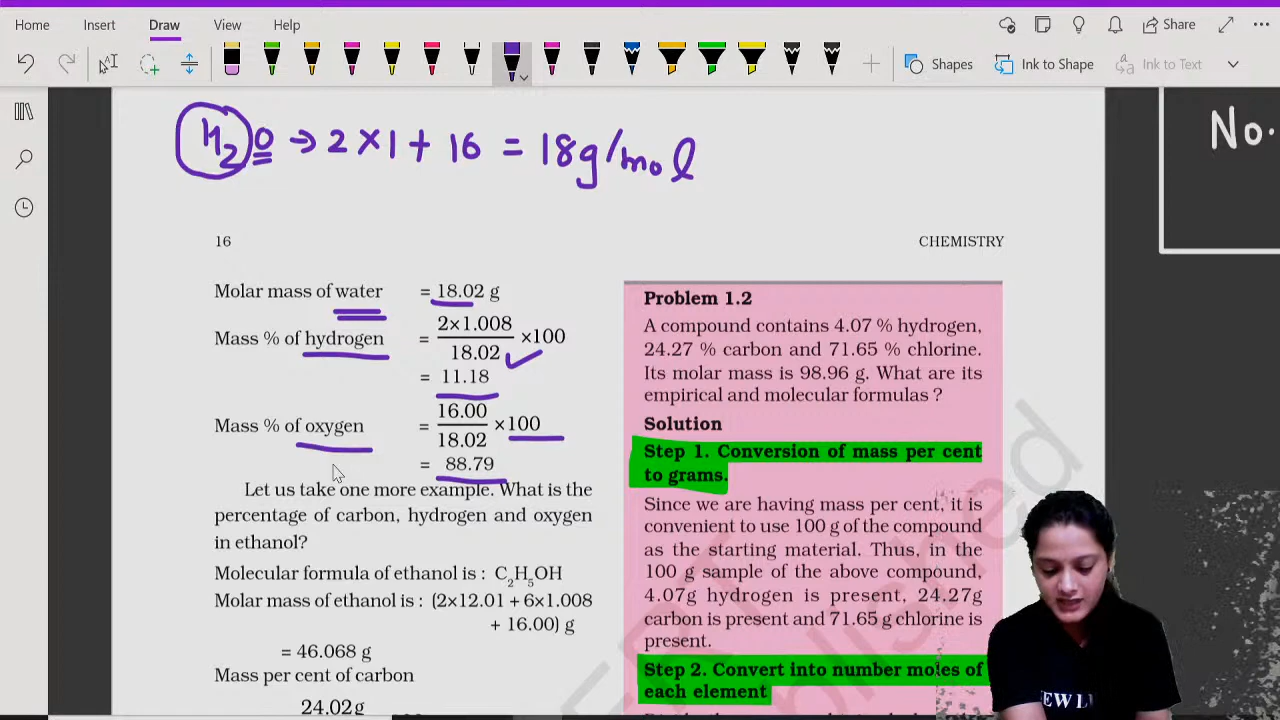 Home Insert Draw View Help Share
Shapes Ink to Shape Ink to Text
H2O → 2 × 1 + 16 = 18g/mol
No.
16 CHEMISTRY
Molar mass of water = 18.02 g
Mass % of hydrogen = 2×1.008/18.02 ×100
= 11.18
Mass % of oxygen = 16.00/18.02 ×100
= 88.79
Let us take one more example. What is the
percentage of carbon, hydrogen and oxygen
in ethanol?
Molecular formula of ethanol is : C2H5OH
Molar mass of ethanol is : (2×12.01 + 6×1.008
+ 16.00) g
= 46.068 g
Mass per cent of carbon
24.02g
Problem 1.2
A compound contains 4.07 % hydrogen,
24.27 % carbon and 71.65 % chlorine.
Its molar mass is 98.96 g. What are its
empirical and molecular formulas ?
Solution
Step 1. Conversion of mass per cent
to grams.
Since we are having mass per cent, it is
convenient to use 100 g of the compound
as the starting material. Thus, in the
100 g sample of the above compound,
4.07g hydrogen is present, 24.27g
carbon is present and 71.65 g chlorine is
present.
Step 2. Convert into number moles of
each element